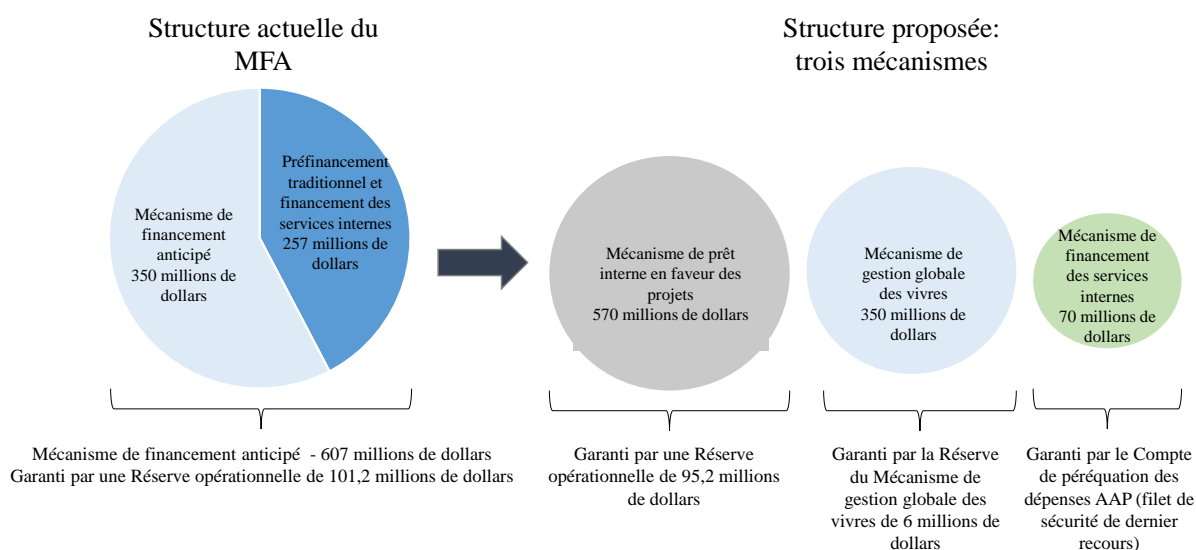 Structure actuelle du
MFA
Structure proposée:
trois mécanismes
Mécanisme de
financement
anticipé
350 millions de
dollars
Préfinancement
traditionnel et
financement des
services internes
257 millions de
dollars
Mécanisme de prêt
interne en faveur des
projets
570 millions de dollars
Mécanisme de
gestion globale
des vivres
350 millions de
dollars
Mécanisme de
financement
des services
internes
70 millions de
dollars
Mécanisme de financement anticipé - 607 millions de dollars
Garanti par une Réserve opérationnelle de 101,2 millions de dollars
Garanti par une Réserve
opérationnelle de 95,2 millions
de dollars
Garanti par la Réserve
du Mécanisme de
gestion globale des
vivres de 6 millions de
dollars
Garanti par le Compte
de péréquation des
dépenses AAP (filet de
sécurité de dernier
recours)